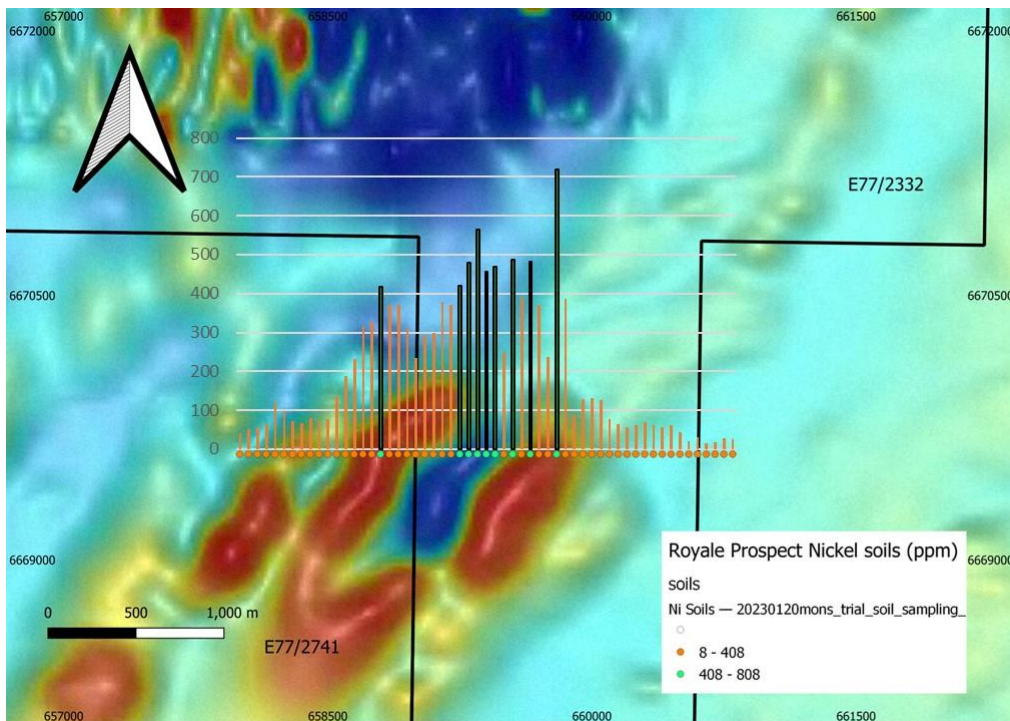 657000 658500 660000 661500
6672000 6672000
800
700
E77/2332
600
500
6670500 6670500
400
300
200
100
0
6669000 6669000
Royale Prospect Nickel soils (ppm)
soils
Ni Soils — 20230120mons_trial_soil_sampling_
8 - 408
408 - 808
0 500 1,000 m
E77/2741
657000 658500 660000 661500